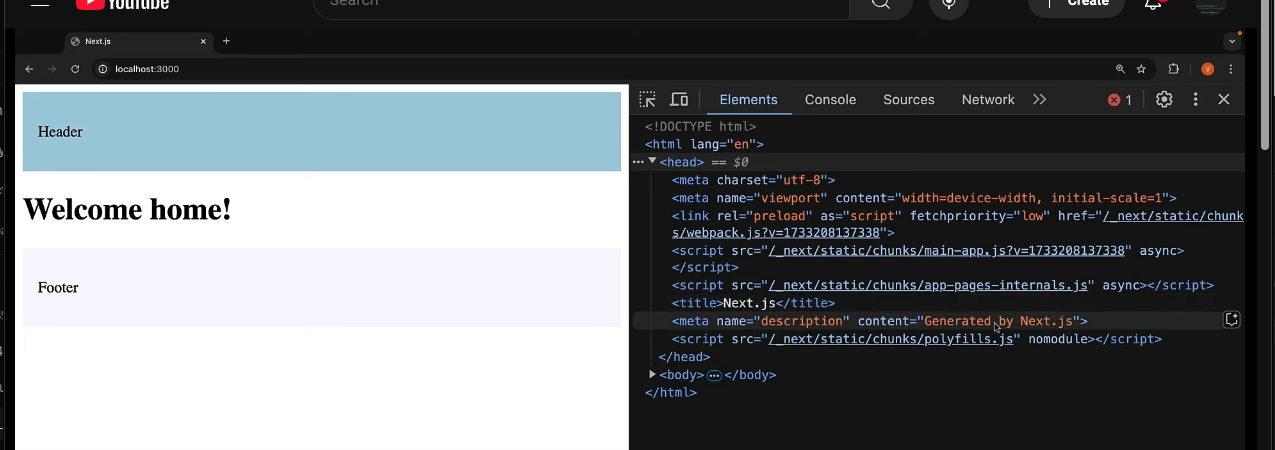 YouTube
Search
Create
Next.js
localhost:3000
V
Elements
Console
Sources
Network
1
Header
Welcome home!
Footer
<!DOCTYPE html>
<html lang="en">
<head> == $0
<meta charset="utf-8">
<meta name="viewport" content="width=device-width, initial-scale=1">
<link rel="preload" as="script" fetchpriority="low" href="/_next/static/chunk
s/webpack.js?v=1733208137338">
<script src="/_next/static/chunks/main-app.js?v=1733208137338" async>
</script>
<script src="/_next/static/chunks/app-pages-internals.js" async></script>
<title>Next.js</title>
<meta name="description" content="Generated by Next.js">
<script src="/_next/static/chunks/polyfills.js" nomodule></script>
</head>
<body>…</body>
</html>